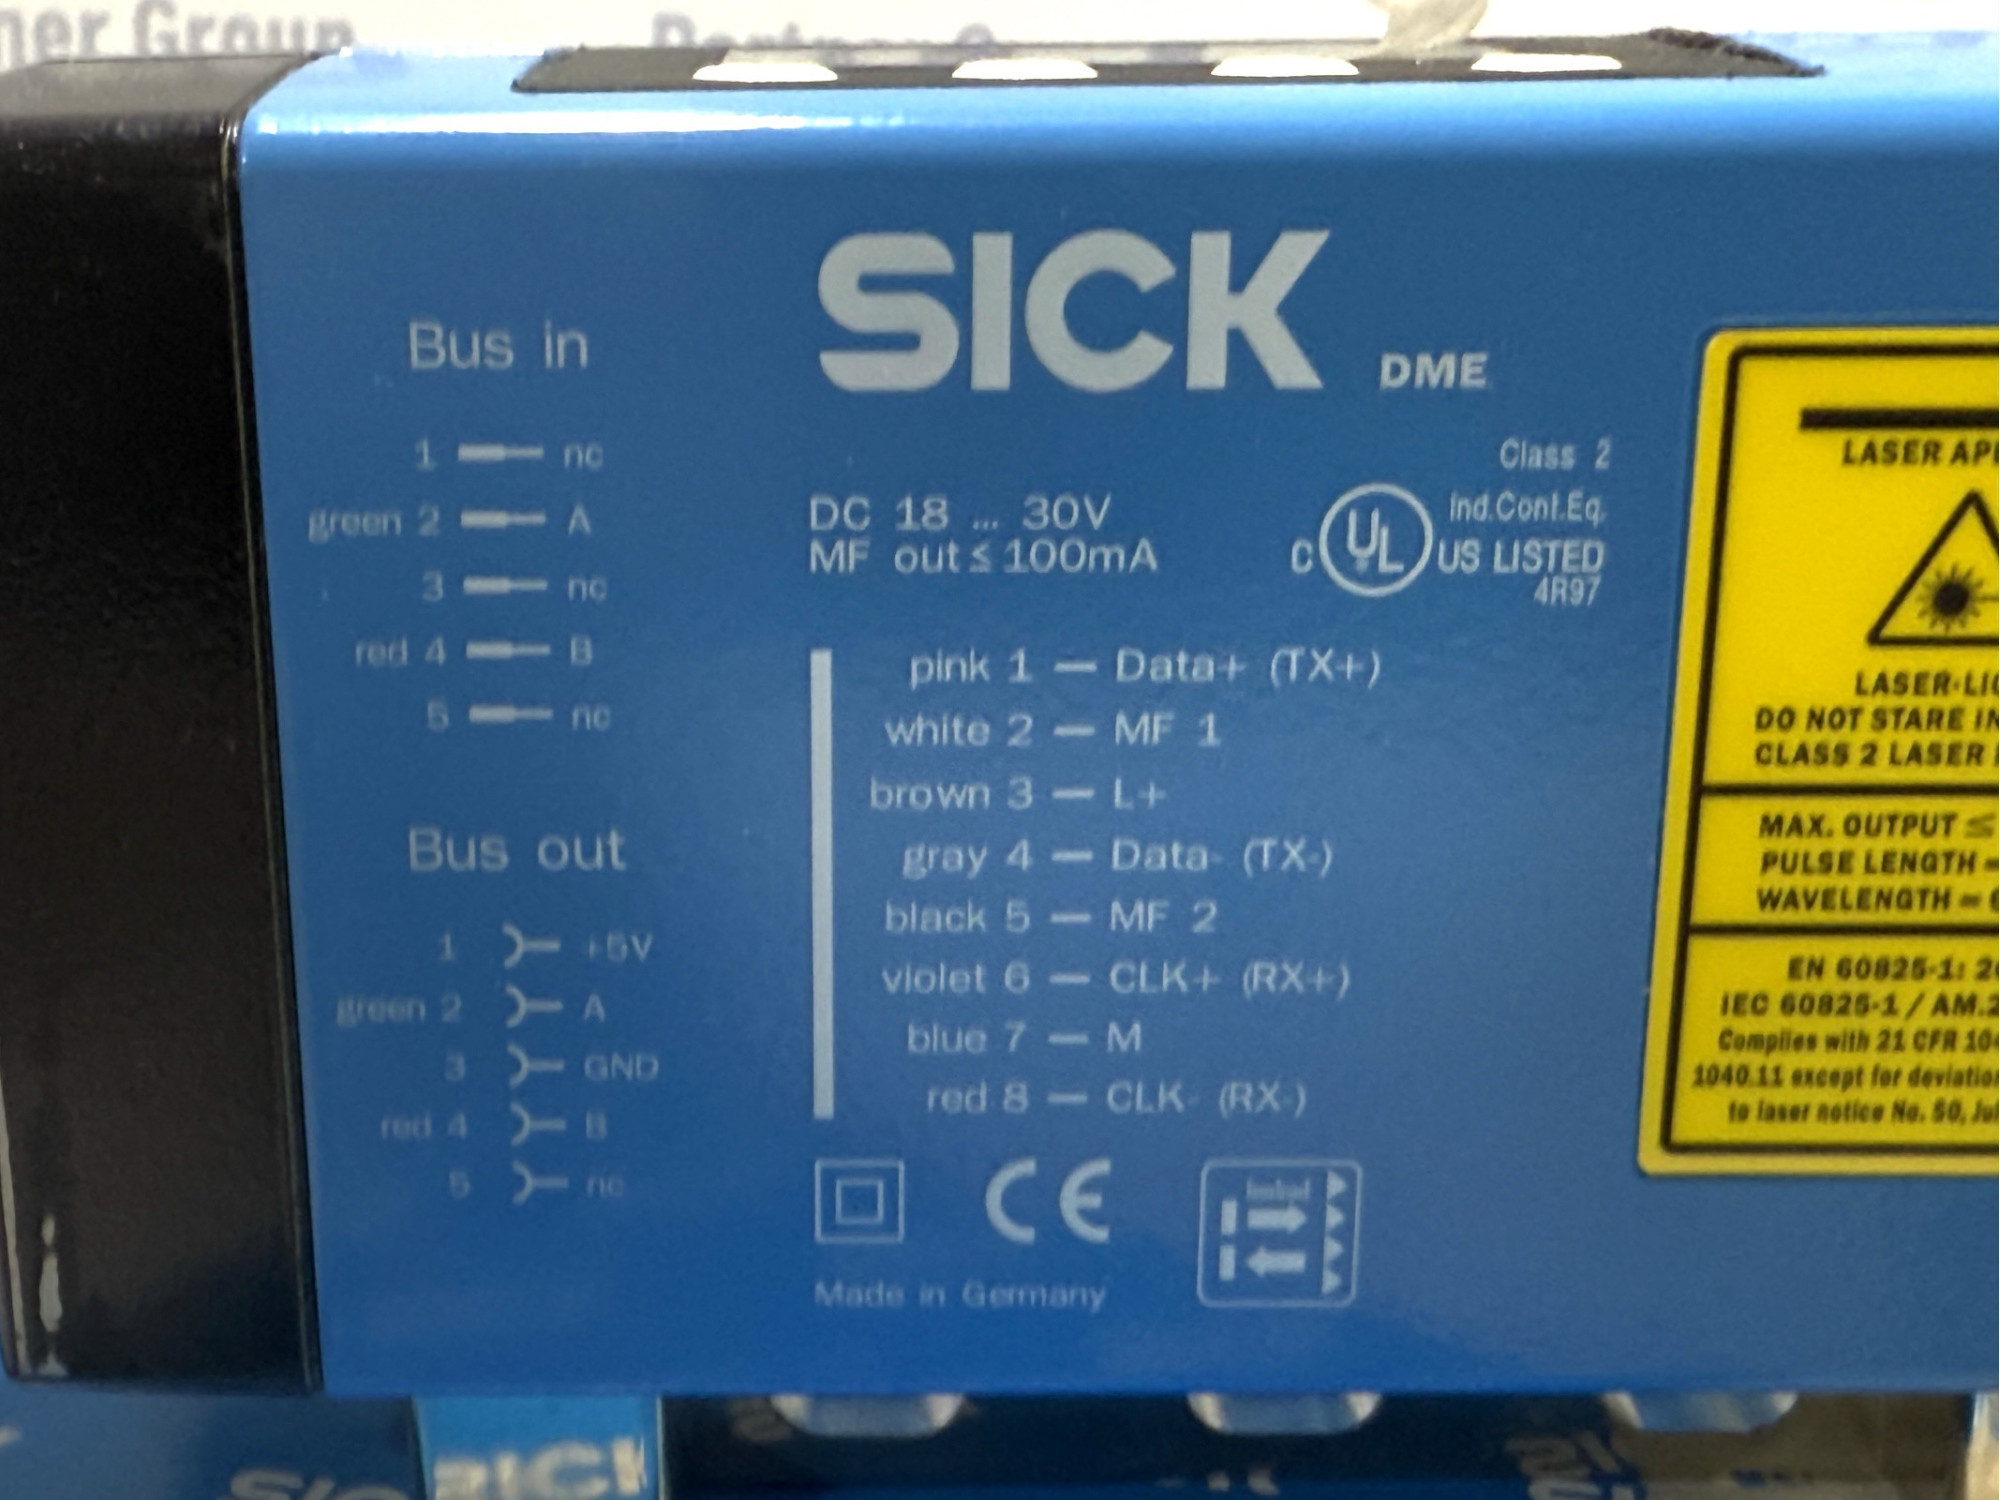 ner Group
SICK DME
Bus in
1 nc
green 2 A
3 nc
red 4 B
5 nc
Bus out
1 +5V
green 2 A
3 GND
red 4 B
5 nc
DC 18 ... 30V
MF out ≤ 100mA
Class 2
Ind.Cont.Eq.
C UL US LISTED
4R97
pink 1 — Data+ (TX+)
white 2 — MF 1
brown 3 — L+
gray 4 — Data- (TX-)
black 5 — MF 2
violet 6 — CLK+ (RX+)
blue 7 — M
red 8 — CLK- (RX-)
CE
Made in Germany
LASER
LASER-
DO NOT STARE
CLASS 2 LASER
MAX. OUTPUT ≤
PULSE LENGTH =
WAVELENGTH =
EN 60825-1:
IEC 60825-1 / AM.
Complies with 21 CFR
1040.11 except for
to laser notice No. 50,
SICK